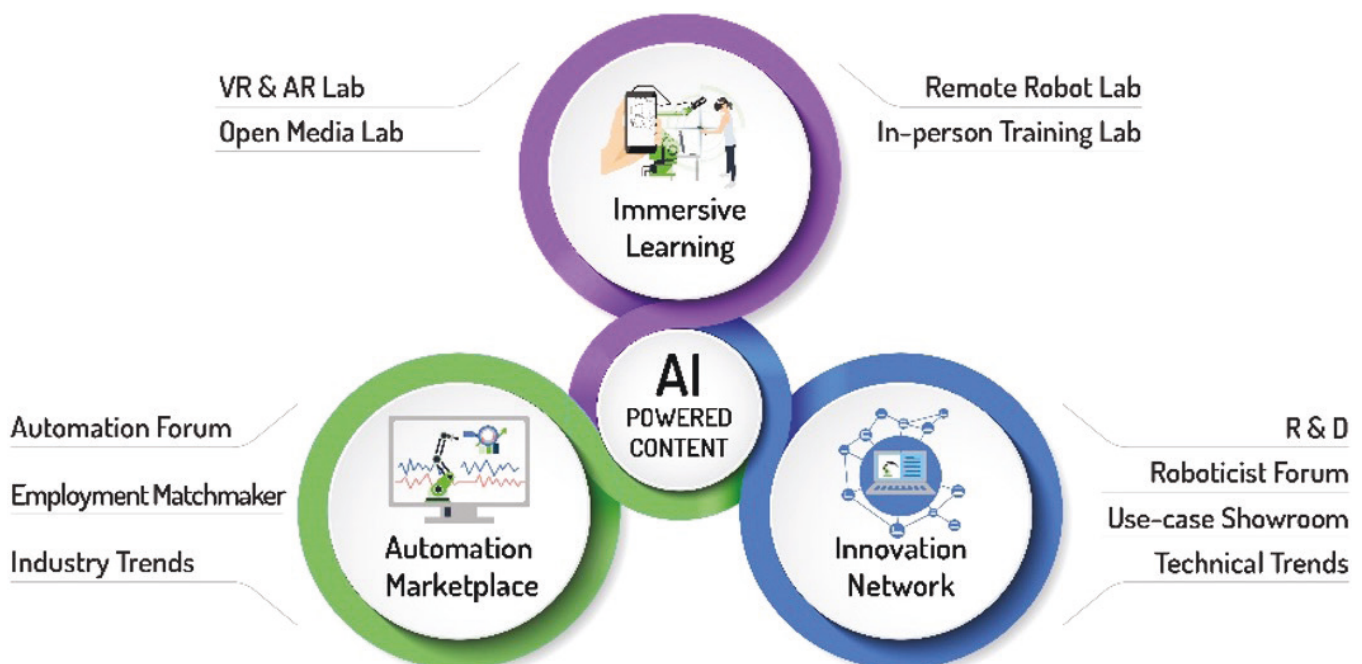 VR & AR Lab
Open Media Lab
Remote Robot Lab
In-person Training Lab
Immersive
Learning
AI
POWERED
CONTENT
Automation Forum
Employment Matchmaker
Industry Trends
Automation
Marketplace
Innovation
Network
R & D
Roboticist Forum
Use-case Showroom
Technical Trends